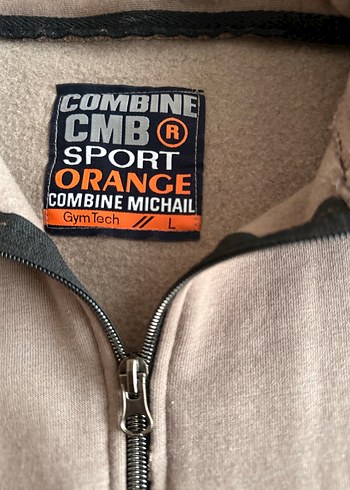 COMBINE
CMB ®
SPORT
ORANGE
COMBINE MICHAIL
GymTech // L